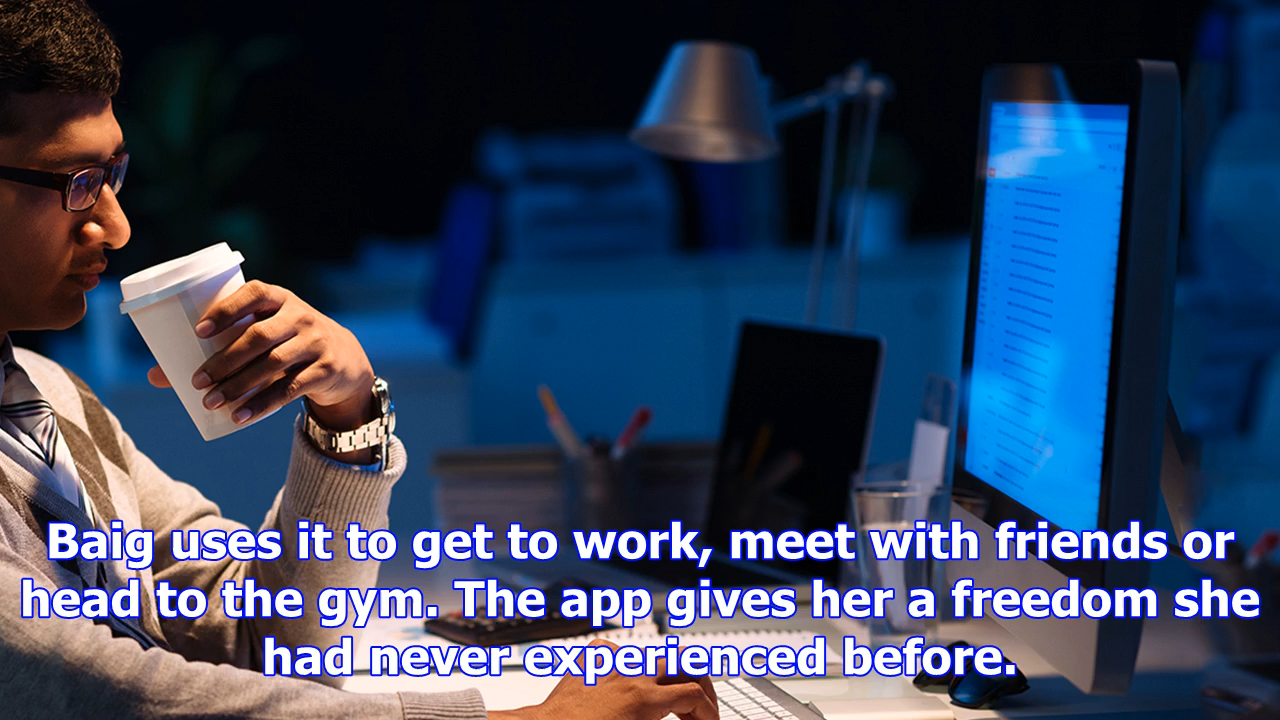 Baig uses it to get to work, meet with friends or
head to the gym. The app gives her a freedom she
had never experienced before.